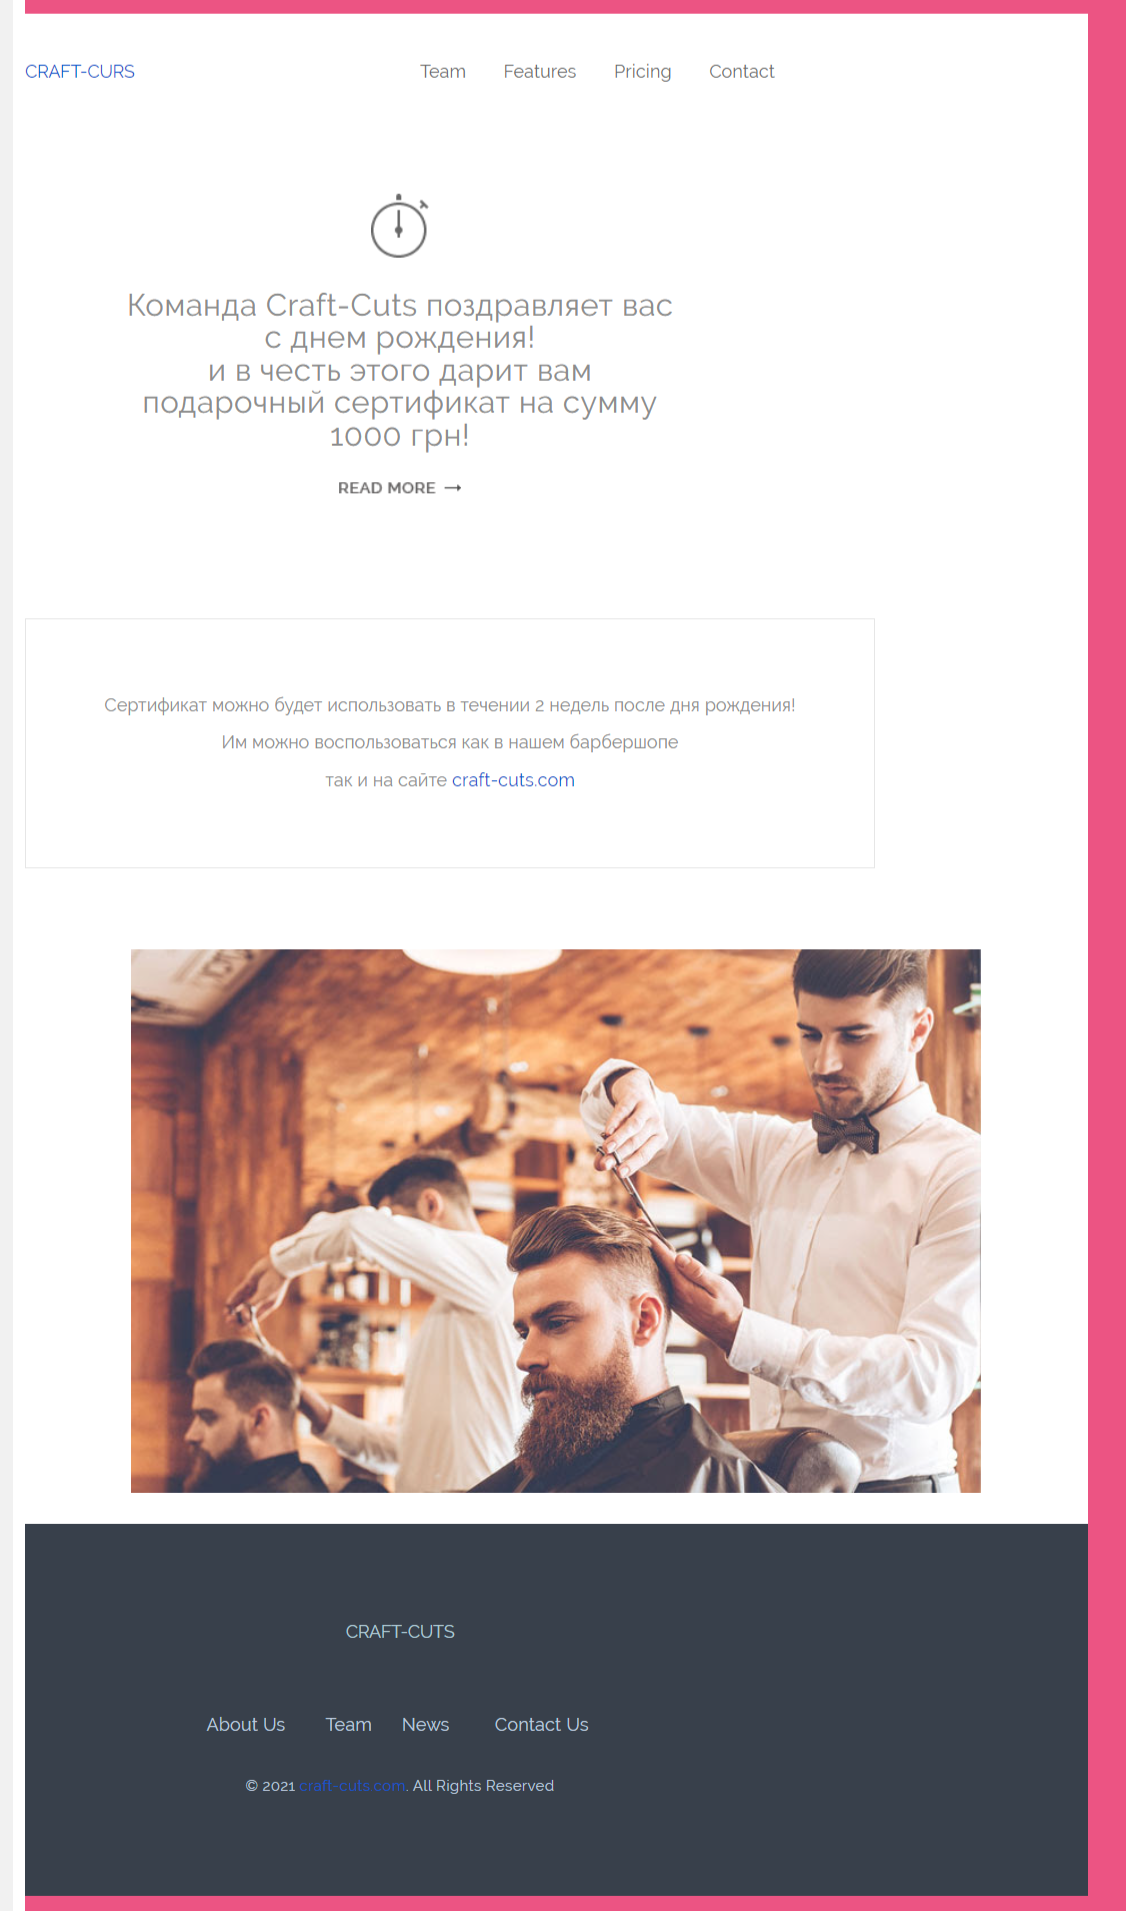 CRAFT-CURS
Team Features Pricing Contact
Команда Craft-Cuts поздравляет вас
с днем рождения!
и в честь этого дарит вам
подарочный сертификат на сумму
1000 грн!
READ MORE →
Сертификат можно будет использовать в течении 2 недель после дня рождения!
Им можно воспользоваться как в нашем барбершопе
так и на сайте craft-cuts.com
CRAFT-CUTS
About Us Team News Contact Us
© 2021 craft-cuts.com. All Rights Reserved